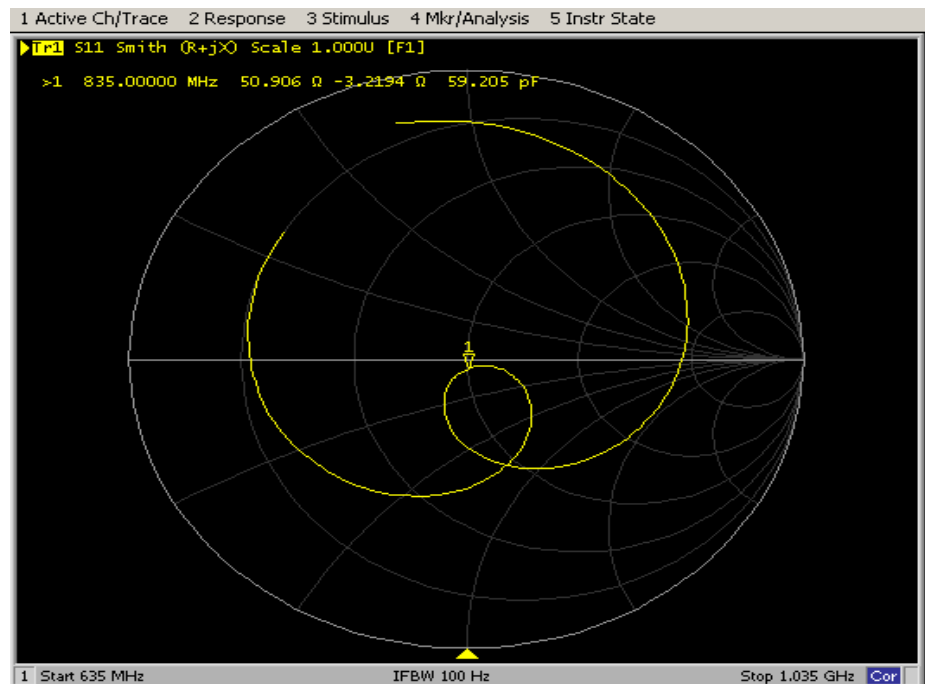 1 Active Ch/Trace 2 Response 3 Stimulus 4 Mkr/Analysis 5 Instr State
Tr1 S11 Smith (R+jX) Scale 1.000U [F1]
>1 835.00000 MHz 50.906 Ω -3.2194 Ω 59.205 pF
1
1 Start 635 MHz IFBW 100 Hz Stop 1.035 GHz Cor